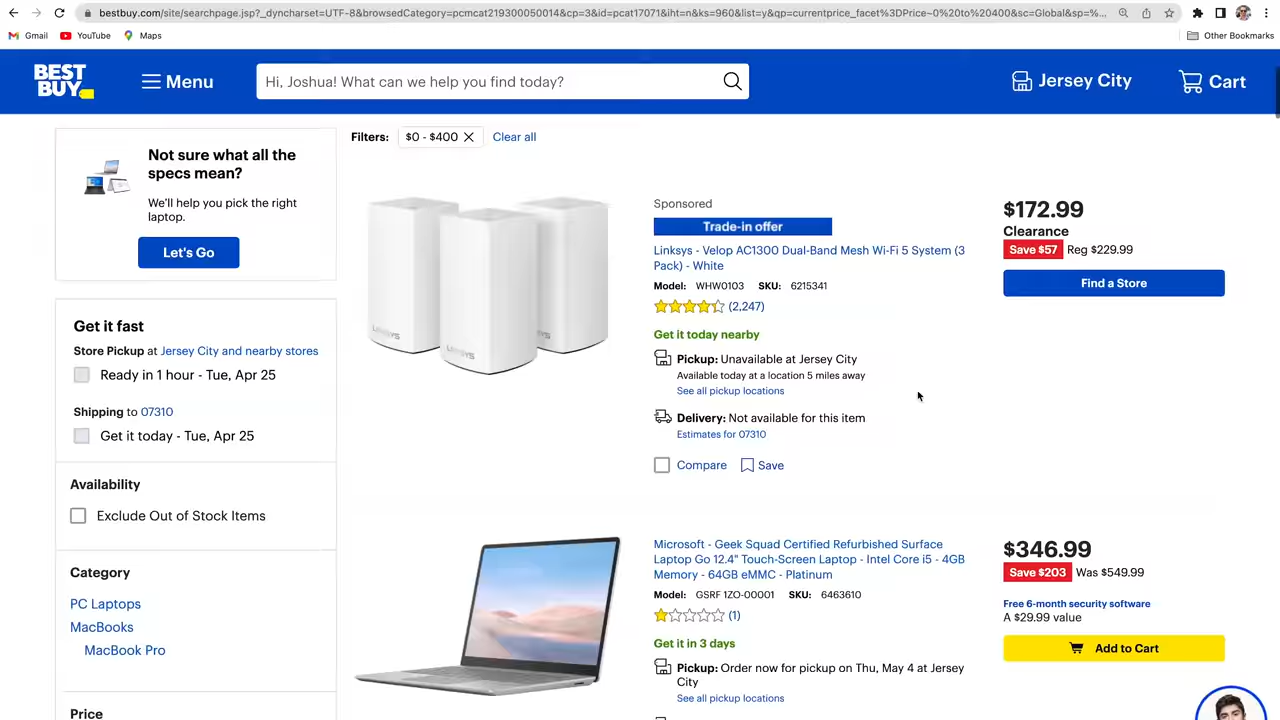 bestbuy.com/site/searchpage.jsp?_dyncharset=UTF-8&browsedCategory=pcmcat219300050014&cp=3&id=pcat17071&iht=n&ks=960&list=y&qp=currentprice_facet%3DPrice~0%20to%20400&sc=Global&sp=%...
Gmail YouTube Maps Other Bookmarks
BEST
BUY
Menu
Hi, Joshua! What can we help you find today?
Jersey City
Cart
Not sure what all the
specs mean?
We'll help you pick the right
laptop.
Let's Go
Get it fast
Store Pickup at Jersey City and nearby stores
Ready in 1 hour - Tue, Apr 25
Shipping to 07310
Get it today - Tue, Apr 25
Availability
Exclude Out of Stock Items
Category
PC Laptops
MacBooks
MacBook Pro
Price
Filters: $0 - $400 Clear all
LINKSYS
LINKSYS
Sponsored
Trade-in offer
Linksys - Velop AC1300 Dual-Band Mesh Wi-Fi 5 System (3
Pack) - White
Model: WHW0103 SKU: 6215341
(2,247)
Get it today nearby
Pickup: Unavailable at Jersey City
Available today at a location 5 miles away
See all pickup locations
Delivery: Not available for this item
Estimates for 07310
Compare Save
$172.99
Clearance
Save $57 Reg $229.99
Find a Store
Microsoft - Geek Squad Certified Refurbished Surface
Laptop Go 12.4" Touch-Screen Laptop - Intel Core i5 - 4GB
Memory - 64GB eMMC - Platinum
Model: GSRF 1ZO-00001 SKU: 6463610
(1)
Get it in 3 days
Pickup: Order now for pickup on Thu, May 4 at Jersey
City
See all pickup locations
$346.99
Save $203 Was $549.99
Free 6-month security software
A $29.99 value
Add to Cart